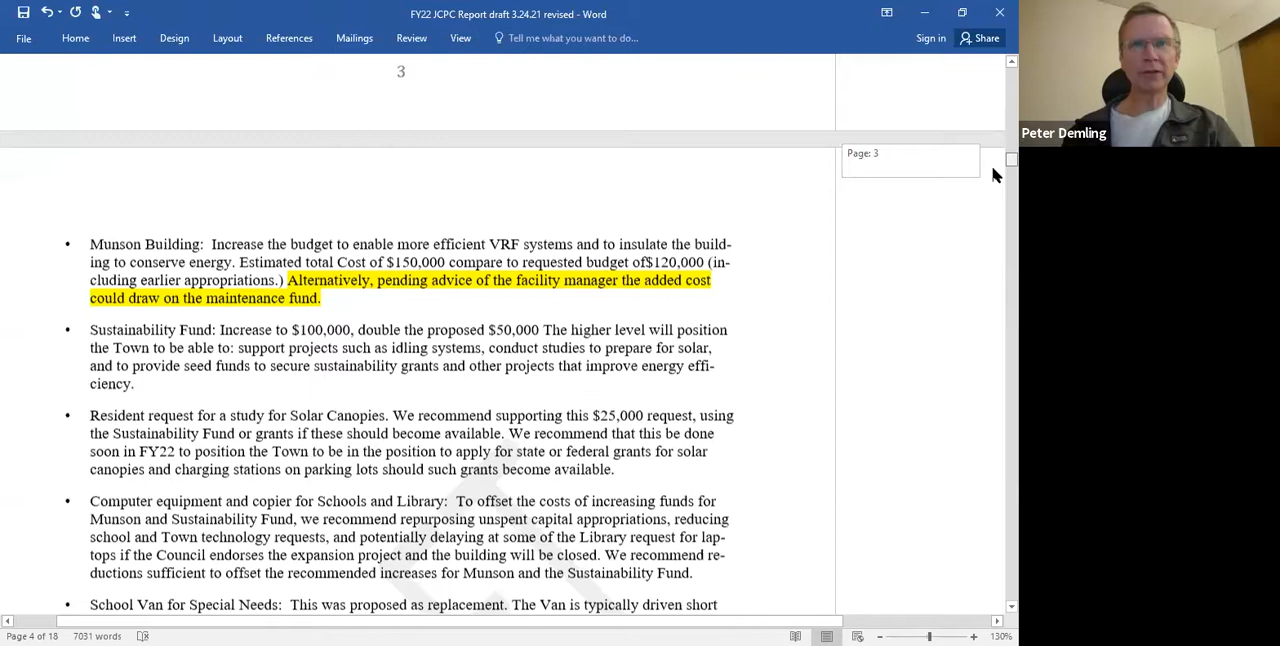 FY22 JCPC Report draft 3.24.21 revised - Word
File Home Insert Design Layout References Mailings Review View Tell me what you want to do... Sign in Share
3
Peter Demling
Page: 3
• Munson Building: Increase the budget to enable more efficient VRF systems and to insulate the build-
ing to conserve energy. Estimated total Cost of $150,000 compare to requested budget of$120,000 (in-
cluding earlier appropriations.) Alternatively, pending advice of the facility manager the added cost
could draw on the maintenance fund.
• Sustainability Fund: Increase to $100,000, double the proposed $50,000 The higher level will position
the Town to be able to: support projects such as idling systems, conduct studies to prepare for solar,
and to provide seed funds to secure sustainability grants and other projects that improve energy effi-
ciency.
• Resident request for a study for Solar Canopies. We recommend supporting this $25,000 request, using
the Sustainability Fund or grants if these should become available. We recommend that this be done
soon in FY22 to position the Town to be in the position to apply for state or federal grants for solar
canopies and charging stations on parking lots should such grants become available.
• Computer equipment and copier for Schools and Library: To offset the costs of increasing funds for
Munson and Sustainability Fund, we recommend repurposing unspent capital appropriations, reducing
school and Town technology requests, and potentially delaying at some of the Library request for lap-
tops if the Council endorses the expansion project and the building will be closed. We recommend re-
ductions sufficient to offset the recommended increases for Munson and the Sustainability Fund.
• School Van for Special Needs: This was proposed as replacement. The Van is typically driven short
Page 4 of 18 7031 words 130%